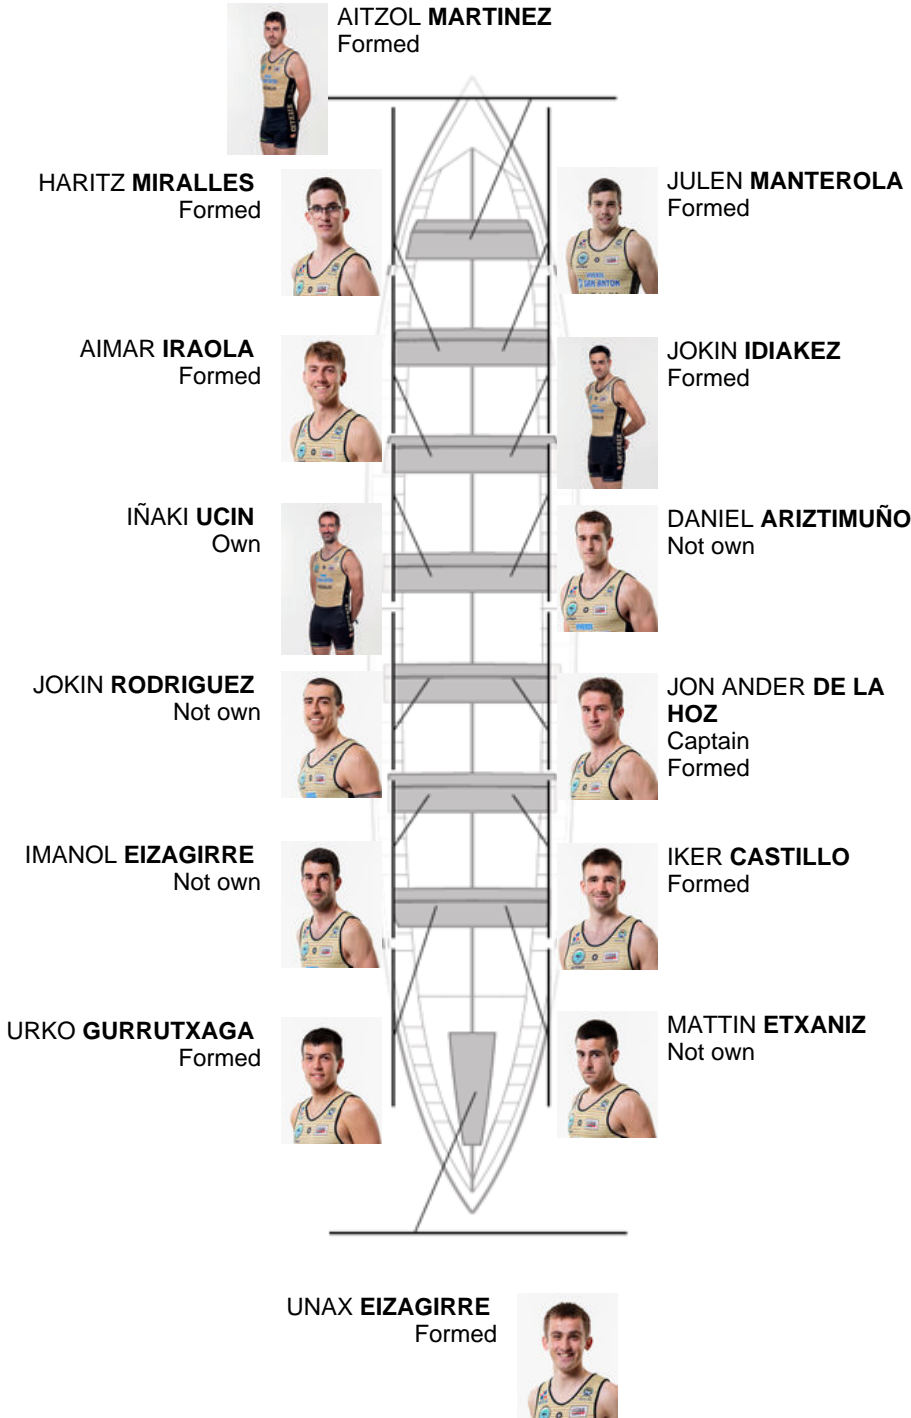 AITZOL MARTINEZ
Formed
HARITZ MIRALLES
Formed
JULEN MANTEROLA
Formed
AIMAR IRAOLA
Formed
JOKIN IDIAKEZ
Formed
IÑAKI UCIN
Own
DANIEL ARIZTIMUÑO
Not own
JOKIN RODRIGUEZ
Not own
JON ANDER DE LA
HOZ
Captain
Formed
IMANOL EIZAGIRRE
Not own
IKER CASTILLO
Formed
URKO GURRUTXAGA
Formed
MATTIN ETXANIZ
Not own
UNAX EIZAGIRRE
Formed